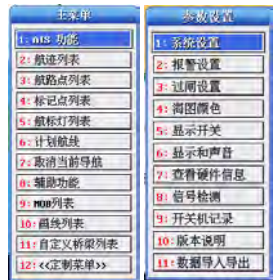 主菜单
1: AIS 功能
2: 航迹列表
3: 航路点列表
4: 标记点列表
5: 航标灯列表
6: 计划航线
7: 取消当前导航
8: 辅助功能
9: MOB列表
10: 画线列表
11: 自定义桥梁列表
12: <<定制菜单>>
参数设置
1: 系统设置
2: 报警设置
3: 过闸设置
4: 海图颜色
5: 显示开关
6: 显示和声音
7: 查看硬件信息
8: 信号检测
9: 开关机记录
10: 版本说明
11: 数据导入导出